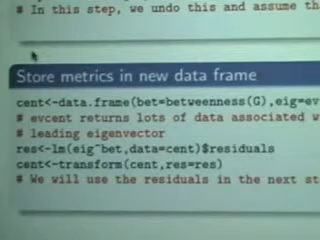 # In this step, we undo this and assume th
Store metrics in new data frame
cent<-data.frame(bet=betweenness(G),eig=ev
# evcent returns lots of data associated w
# leading eigenvector
res<-lm(eig~bet,data=cent)$residuals
cent<-transform(cent,res=res)
# We will use the residuals in the next st